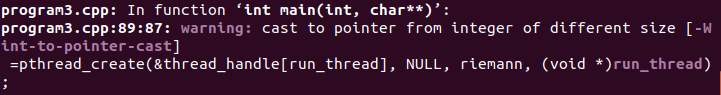 program3.cpp: In function ‘int main(int, char**)’:
program3.cpp:89:87: warning: cast to pointer from integer of different size [-W
int-to-pointer-cast]
=pthread_create(&thread_handle[run_thread], NULL, riemann, (void *)run_thread)
;